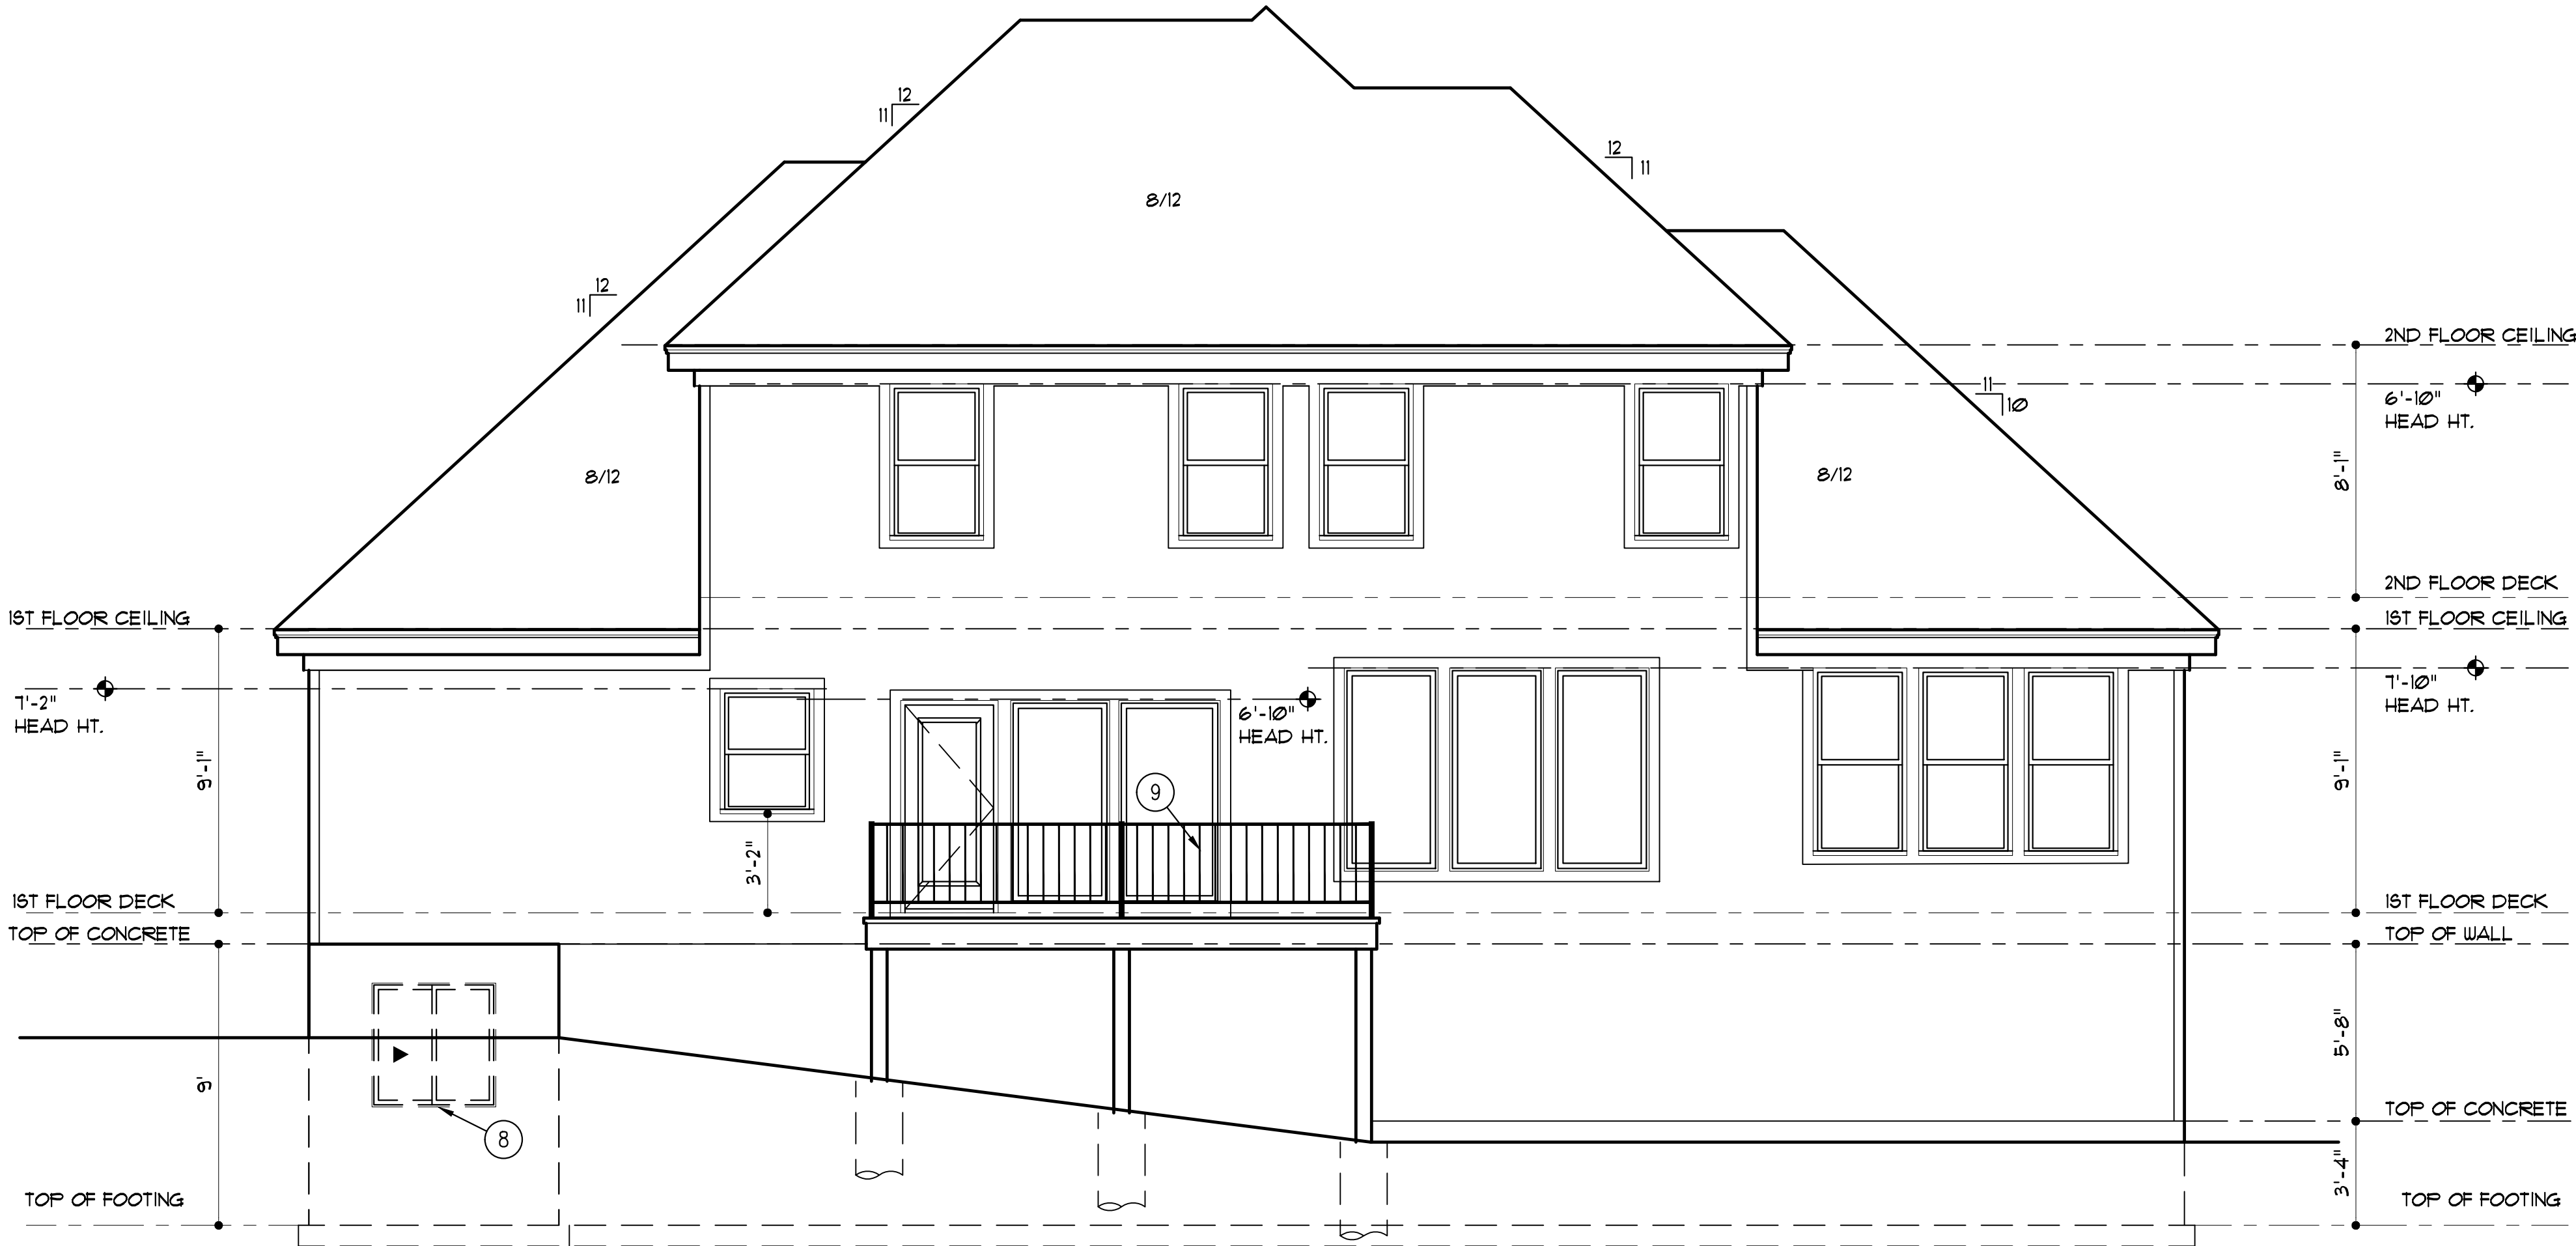 12
11
12
11
8/12
12
11
2ND FLOOR CEILING
11
10
6'-10"
HEAD HT.
8/12
8/12
8'-1"
2ND FLOOR DECK
1ST FLOOR CEILING
1ST FLOOR CEILING
7'-2"
HEAD HT.
6'-10"
HEAD HT.
7'-10"
HEAD HT.
9'-1"
9
9'-1"
3'-2"
1ST FLOOR DECK
1ST FLOOR DECK
TOP OF CONCRETE
TOP OF WALL
5'-8"
9'
8
TOP OF CONCRETE
3'-4"
TOP OF FOOTING
TOP OF FOOTING